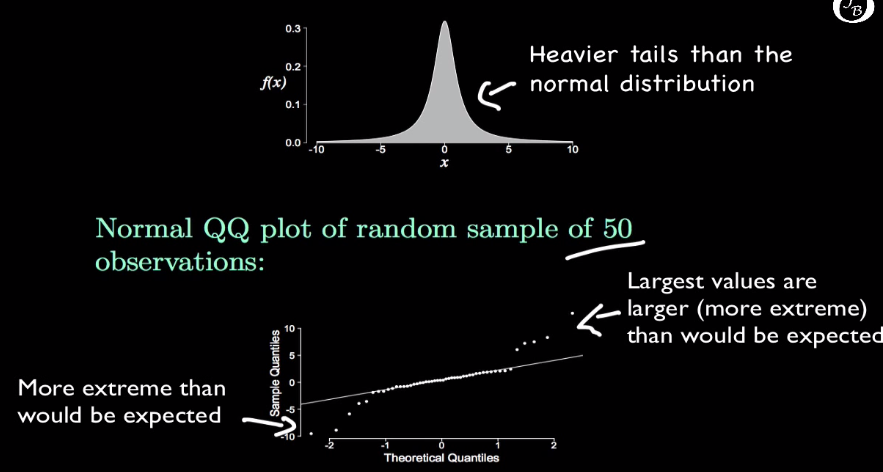 JB
0.3
0.2
f(x)
0.1
0.0
-10 -5 0 5 10
x
Heavier tails than the
normal distribution
Normal QQ plot of random sample of 50
observations:
Largest values are
larger (more extreme)
than would be expected
More extreme than
would be expected
Sample Quantiles
10
5
0
-5
-10
-2 -1 0 1 2
Theoretical Quantiles